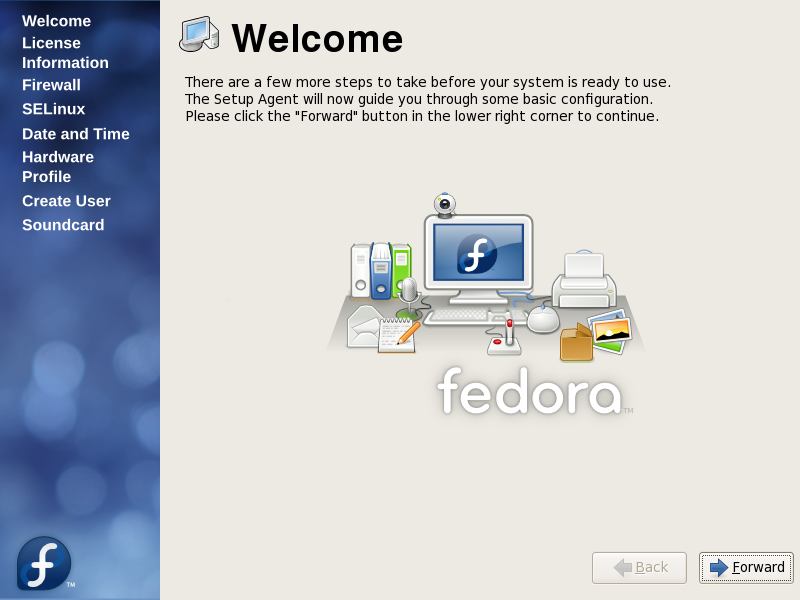 Welcome
License
Information
Firewall
SELinux
Date and Time
Hardware
Profile
Create User
Soundcard
TM
Welcome
There are a few more steps to take before your system is ready to use.
The Setup Agent will now guide you through some basic configuration.
Please click the "Forward" button in the lower right corner to continue.
fedora TM
Back
Forward